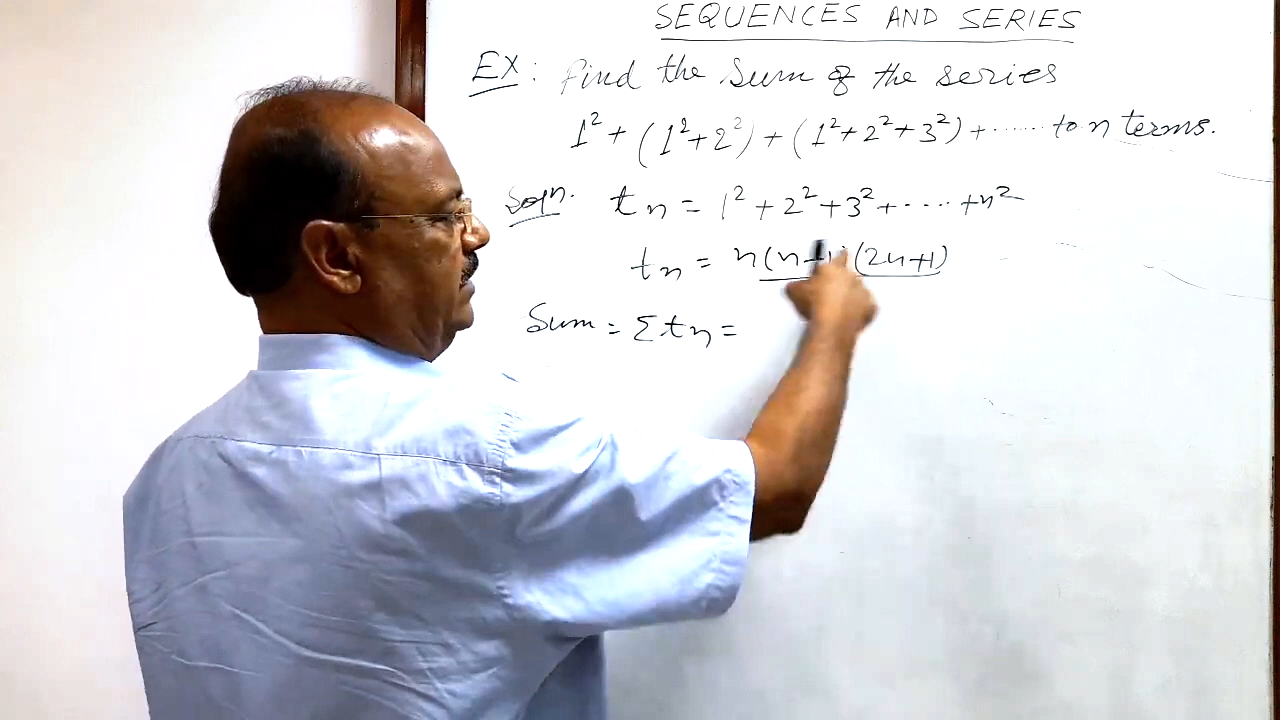 SEQUENCES AND SERIES
EX: Find the Sum of the series
1² + (1²+2²) + (1²+2²+3²) + ...... to n terms.
Soln. tn = 1² + 2² + 3² + ..... + n²
tn = n(n+1)(2n+1)
Sum = Σtn =